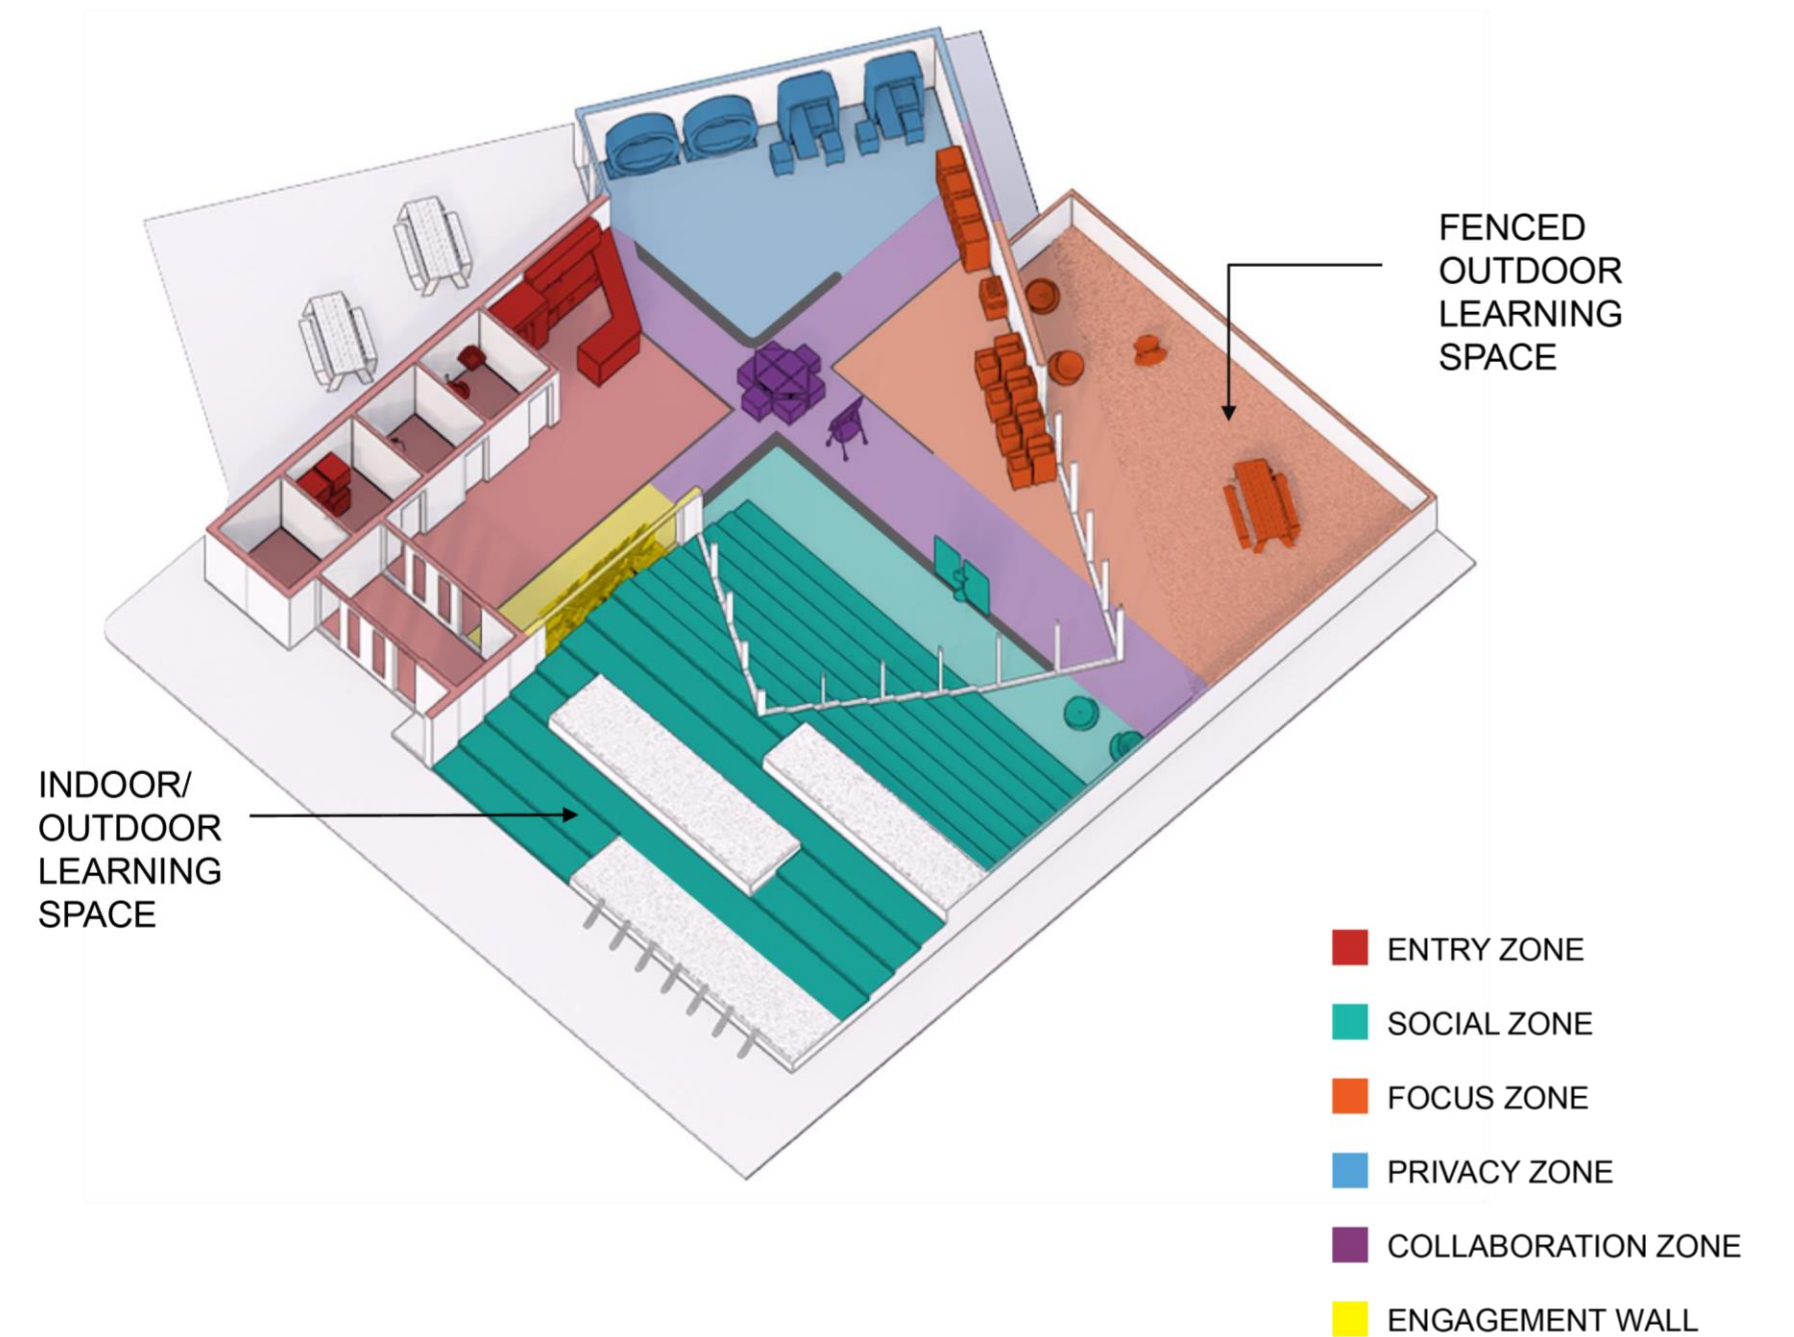 FENCED
OUTDOOR
LEARNING
SPACE
INDOOR/
OUTDOOR
LEARNING
SPACE
ENTRY ZONE
SOCIAL ZONE
FOCUS ZONE
PRIVACY ZONE
COLLABORATION ZONE
ENGAGEMENT WALL